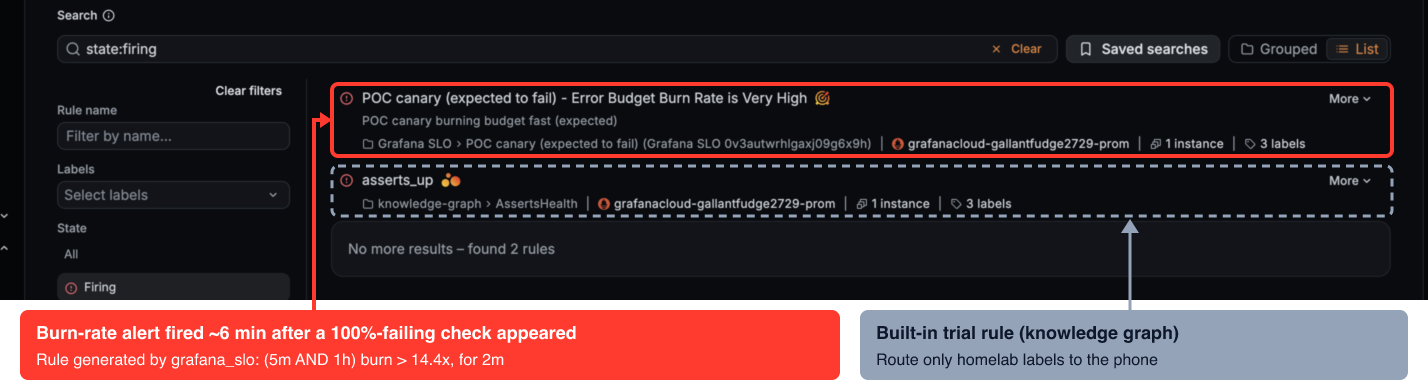 Search
state:firing
Clear
Saved searches
Grouped
List
Clear filters
Rule name
Filter by name...
Labels
Select labels
State
All
Firing
POC canary (expected to fail) - Error Budget Burn Rate is Very High
More
POC canary burning budget fast (expected)
Grafana SLO > POC canary (expected to fail) (Grafana SLO 0v3autwrhlgaxj09g6x9h) | grafanacloud-gallantfudge2729-prom | 1 instance | 3 labels
asserts_up
More
knowledge-graph > AssertsHealth | grafanacloud-gallantfudge2729-prom | 1 instance | 3 labels
No more results – found 2 rules
Burn-rate alert fired ~6 min after a 100%-failing check appeared
Rule generated by grafana_slo: (5m AND 1h) burn > 14.4x, for 2m
Built-in trial rule (knowledge graph)
Route only homelab labels to the phone